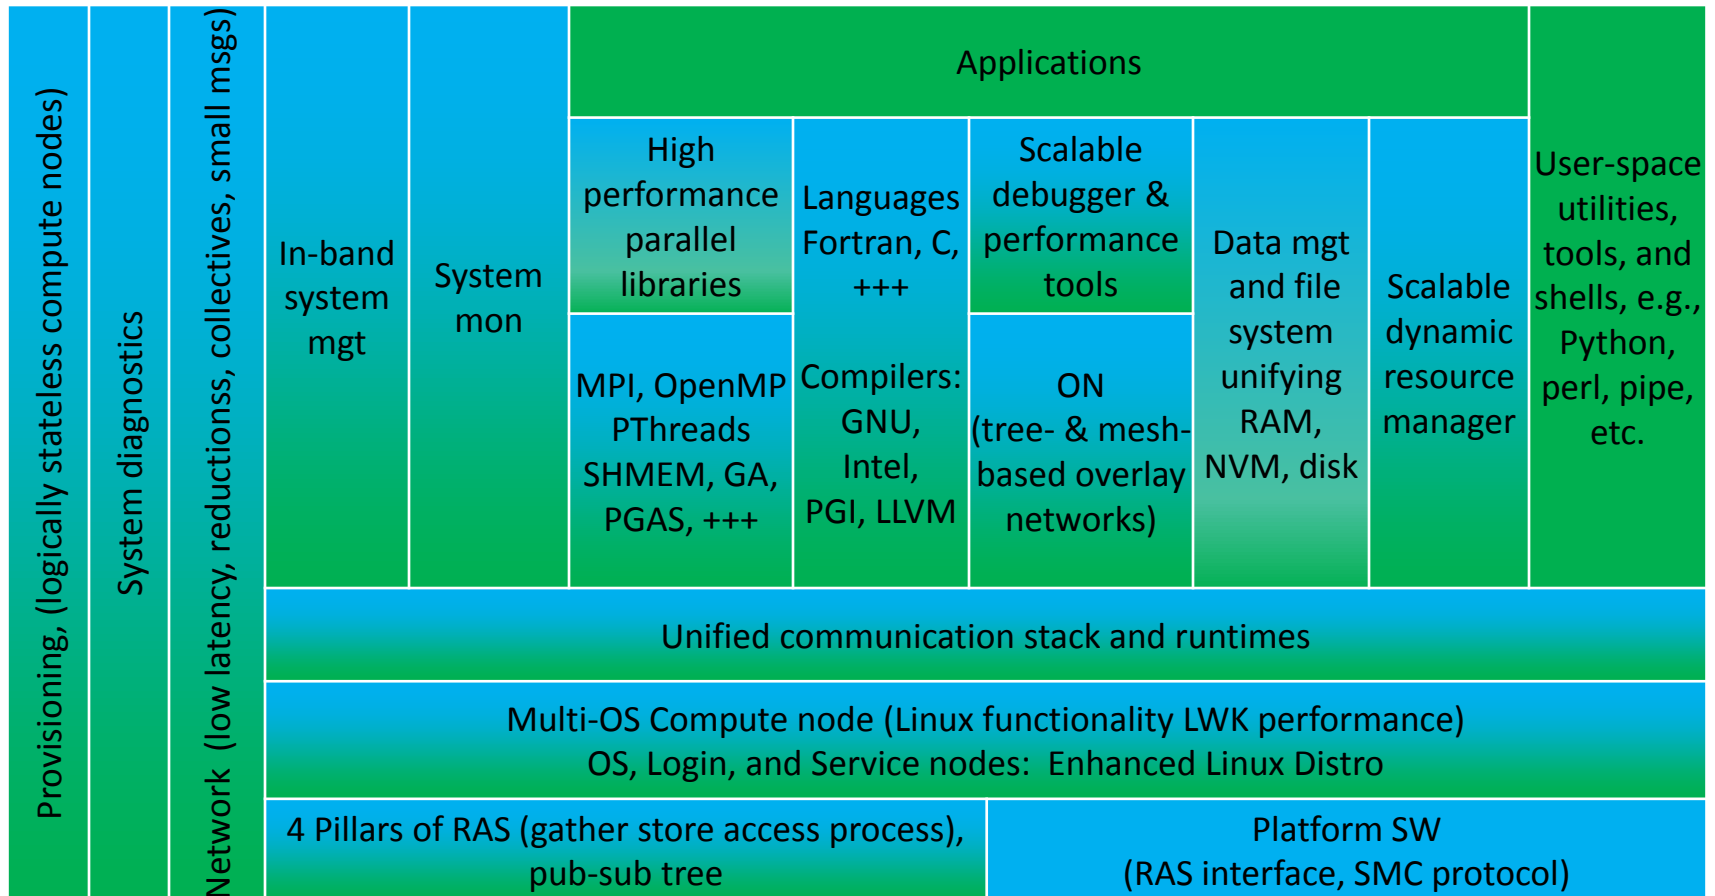 Provisioning, (logically stateless compute nodes)
System diagnostics
Network (low latency, reductionss, collectives, small msgs)
In-band
system
mgt
System
mon
Applications
High
performance
parallel
libraries
MPI, OpenMP
PThreads
SHMEM, GA,
PGAS, +++
Languages
Fortran, C,
+++
Compilers:
GNU,
Intel,
PGI, LLVM
Scalable
debugger &
performance
tools
ON
(tree- & mesh-
based overlay
networks)
Data mgt
and file
system
unifying
RAM,
NVM, disk
Scalable
dynamic
resource
manager
User-space
utilities,
tools, and
shells, e.g.,
Python,
perl, pipe,
etc.
Unified communication stack and runtimes
Multi-OS Compute node (Linux functionality LWK performance)
OS, Login, and Service nodes: Enhanced Linux Distro
4 Pillars of RAS (gather store access process),
pub-sub tree
Platform SW
(RAS interface, SMC protocol)